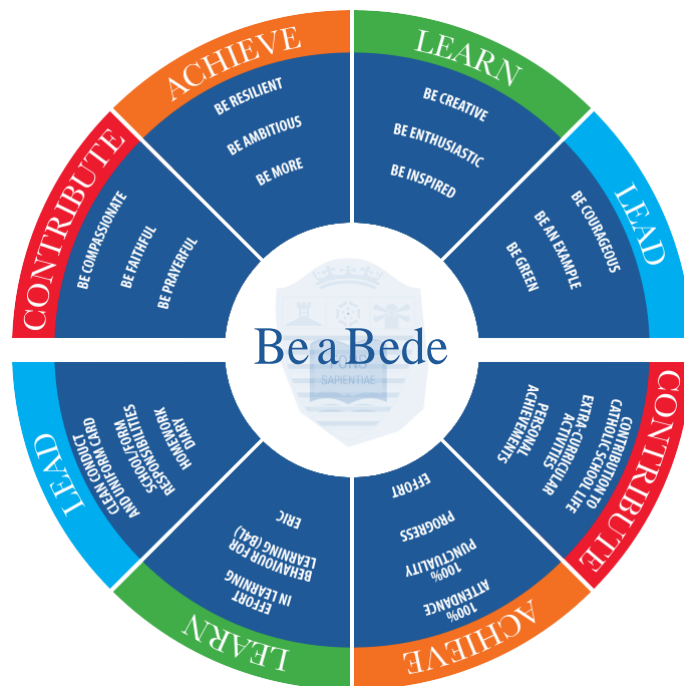 ACHIEVE
BE RESILIENT
BE AMBITIOUS
BE MORE
LEARN
BE CREATIVE
BE ENTHUSIASTIC
BE INSPIRED
LEAD
BE COURAGEOUS
BE AN EXAMPLE
BE GREEN
CONTRIBUTE
BE COMPASSIONATE
BE FAITHFUL
BE PRAYERFUL
Be a Bede
FONS
SAPIENTIAE
CONTRIBUTE
CONTRIBUTION TO
CATHOLIC SCHOOL LIFE
EXTRA-CURRICULAR
ACTIVITIES
PERSONAL
ACHIEVEMENTS
ACHIEVE
100%
ATTENDANCE
100%
PUNCTUALITY
PROGRESS
EFFORT
LEARN
EFFORT
IN LEARNING
BEHAVIOUR FOR
LEARNING (B4L)
ERIC
LEAD
CLEAN CONDUCT
AND UNIFORM CARD
SCHOOL/FORM
RESPONSIBILITIES
HOMEWORK
DIARY